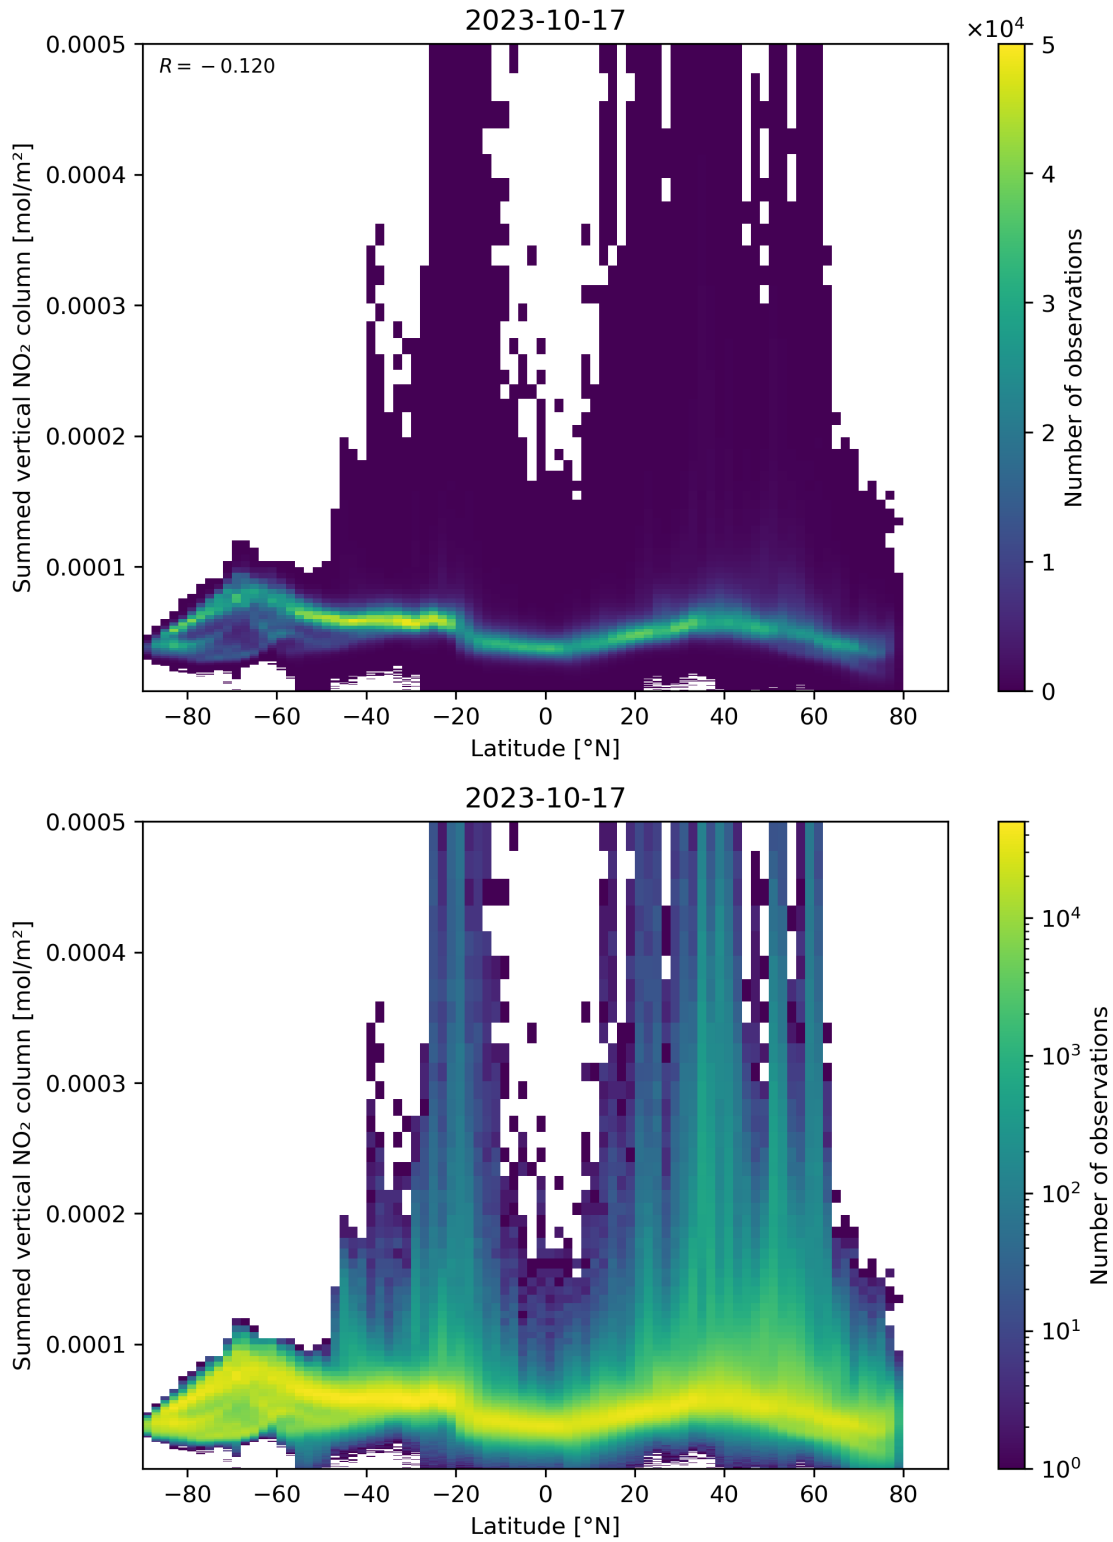 2023-10-17
×10⁴
R = −0.120
0.0005
0.0004
0.0003
0.0002
0.0001
Summed vertical NO₂ column [mol/m²]
−80 −60 −40 −20 0 20 40 60 80
Latitude [°N]
5
4
3
2
1
0
Number of observations
2023-10-17
0.0005
0.0004
0.0003
0.0002
0.0001
Summed vertical NO₂ column [mol/m²]
−80 −60 −40 −20 0 20 40 60 80
Latitude [°N]
10⁴
10³
10²
10¹
10⁰
Number of observations